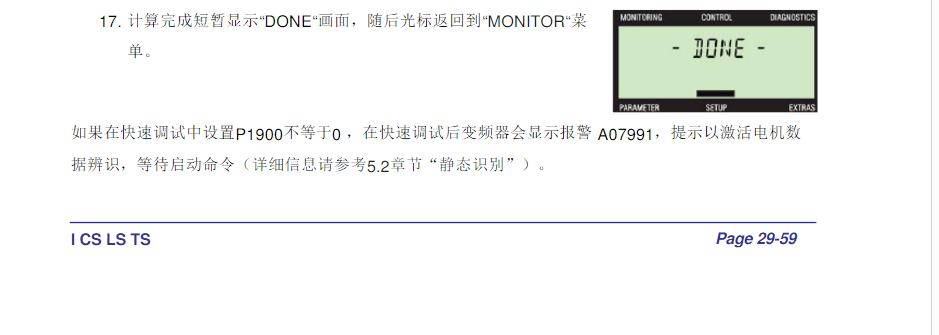 17. 计算完成短暂显示“DONE“画面，随后光标返回到“MONITOR“菜
单。
MONITORING CONTROL DIAGNOSTICS
- DONE -
PARAMETER SETUP EXTRAS
如果在快速调试中设置P1900不等于0 ，在快速调试后变频器会显示报警 A07991，提示以激活电机数
据辨识，等待启动命令（详细信息请参考5.2章节“静态识别”）。
I CS LS TS
Page 29-59